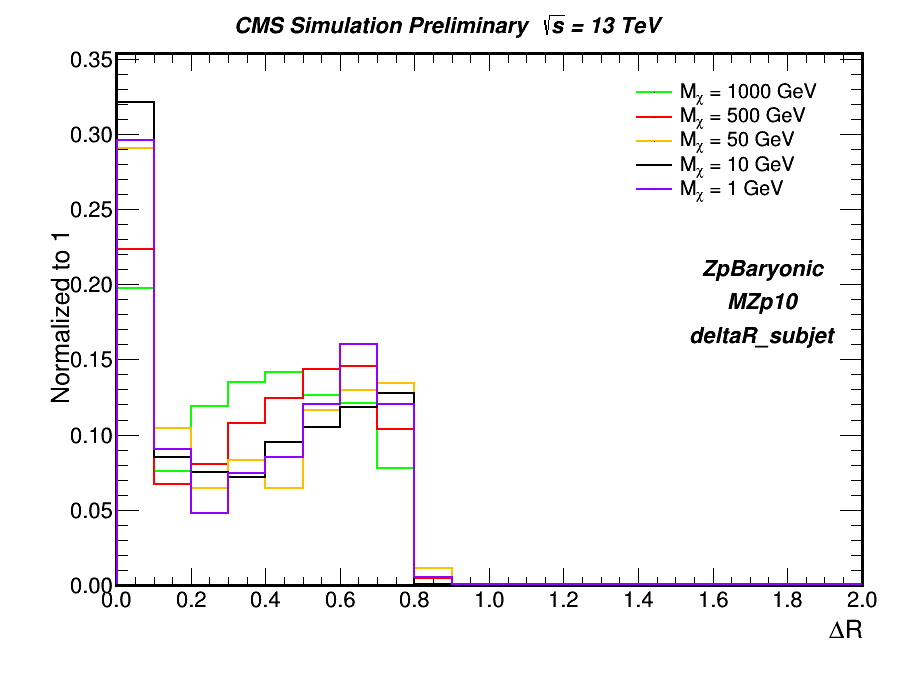 CMS Simulation Preliminary √s = 13 TeV
Normalized to 1
0.35
0.30
0.25
0.20
0.15
0.10
0.05
0.00
Mχ = 1000 GeV
Mχ = 500 GeV
Mχ = 50 GeV
Mχ = 10 GeV
Mχ = 1 GeV
ZpBaryonic
MZp10
deltaR_subjet
0.0 0.2 0.4 0.6 0.8 1.0 1.2 1.4 1.6 1.8 2.0
ΔR